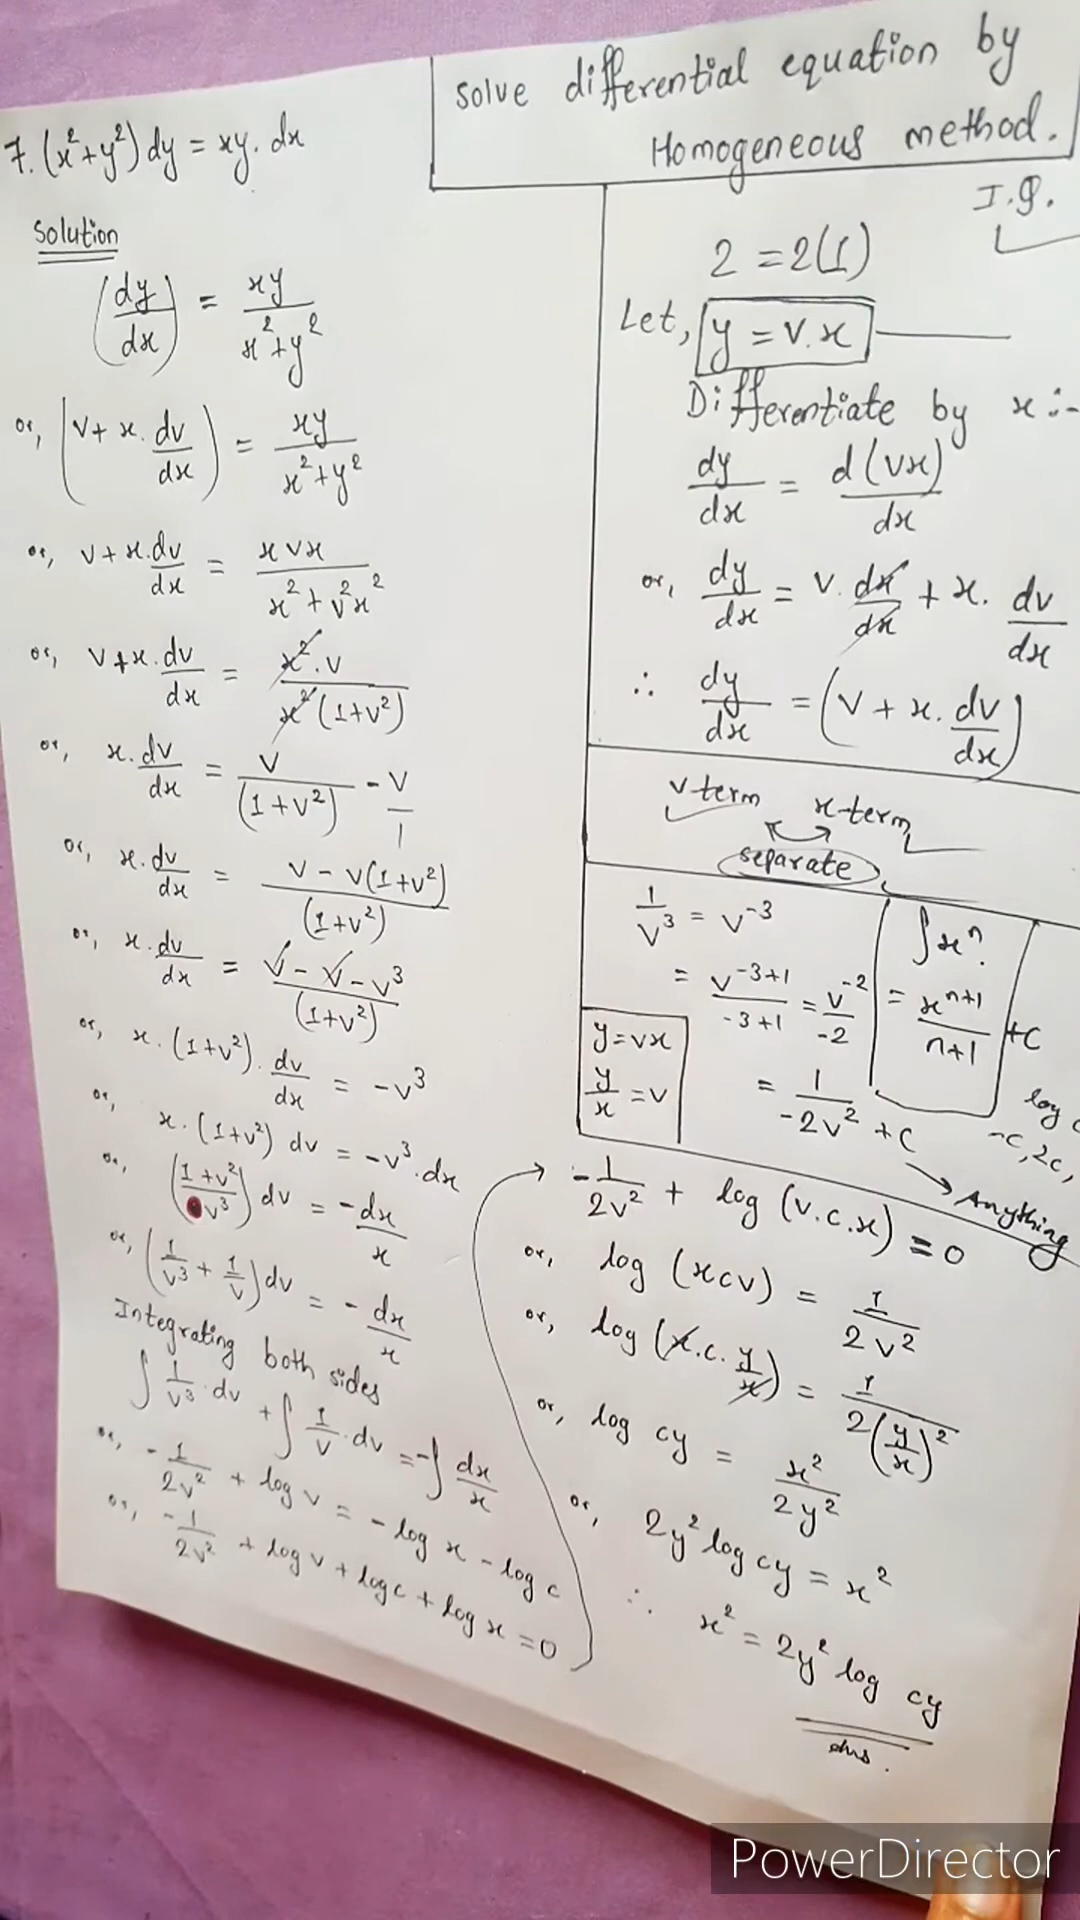 solve differential equation by
Homogeneous method.
7. (x²+y²) dy = xy. dx
Solution
(dy/dx) = xy/(x²+y²)
or, (v + x. dv/dx) = xy/(x²+y²)
or, v + x. dv/dx = x v x/(x² + v²x²)
or, v + x. dv/dx = x². v/(x² (1+v²))
or, x. dv/dx = v/(1+v²) - v/1
or, x. dv/dx = (v - v(1+v²))/(1+v²)
or, x. dv/dx = (v - v - v³)/(1+v²)
or, x. (1+v²). dv/dx = -v³
or, x. (1+v²) dv = -v³. dx
or, ((1+v²)/v³) dv = -dx/x
or, (1/v³ + 1/v) dv = - dx/x
Integrating both sides
∫ 1/v³ . dv + ∫ 1/v . dv = -∫ dx/x
or, -1/2v² + log v = - log x - log c
or, -1/2v² + log v + log c + log x = 0
I.F.
2 = 2(1)
Let, y = v.x
Differentiate by x :-
dy/dx = d(vx)/dx
or, dy/dx = v. dx/dx + x. dv/dx
∴ dy/dx = (v + x. dv/dx)
v term x-term
separate
1/v³ = v⁻³
= v⁻³⁺¹/-3+1 = v⁻²/-2
= 1/-2v² + C
∫xⁿ
= xⁿ⁺¹/n+1 + C
y = vx
y/x = v
log c
-c, 2c,
Anything
-1/2v² + log (v.c.x) = 0
or, log (xcv) = 1/2v²
or, log (x.c. y/x) = 1/2(y/x)²
or, log cy = x²/2y²
or, 2y² log cy = x²
∴ x² = 2y² log cy
Ans.
PowerDirector